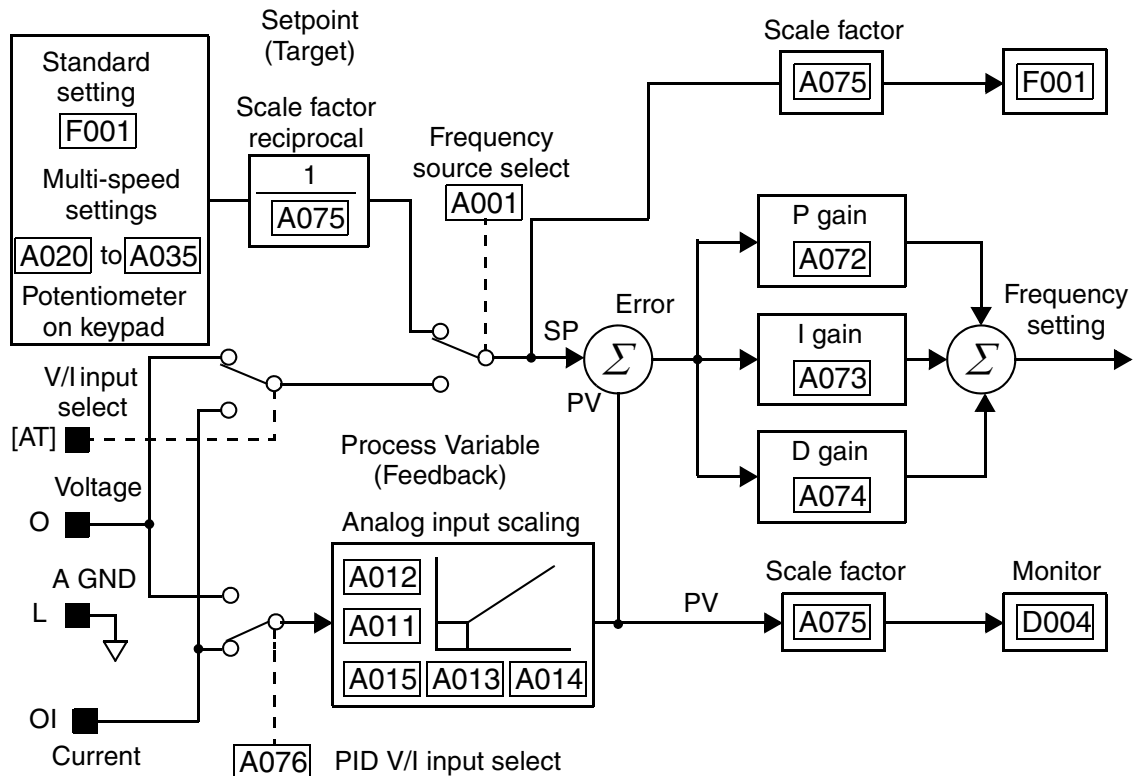 Setpoint
(Target)
Standard
setting
F001
Multi-speed
settings
A020 to A035
Potentiometer
on keypad
Scale factor
reciprocal
1
A075
Frequency
source select
A001
Scale factor
A075
F001
P gain
A072
I gain
A073
D gain
A074
Error
SP
Σ
PV
Σ
Frequency
setting
V/I input
select
[AT]
Voltage
O
A GND
L
OI
Current
Process Variable
(Feedback)
Analog input scaling
A012
A011
A015 A013 A014
A076 PID V/I input select
PV
Scale factor
A075
Monitor
D004